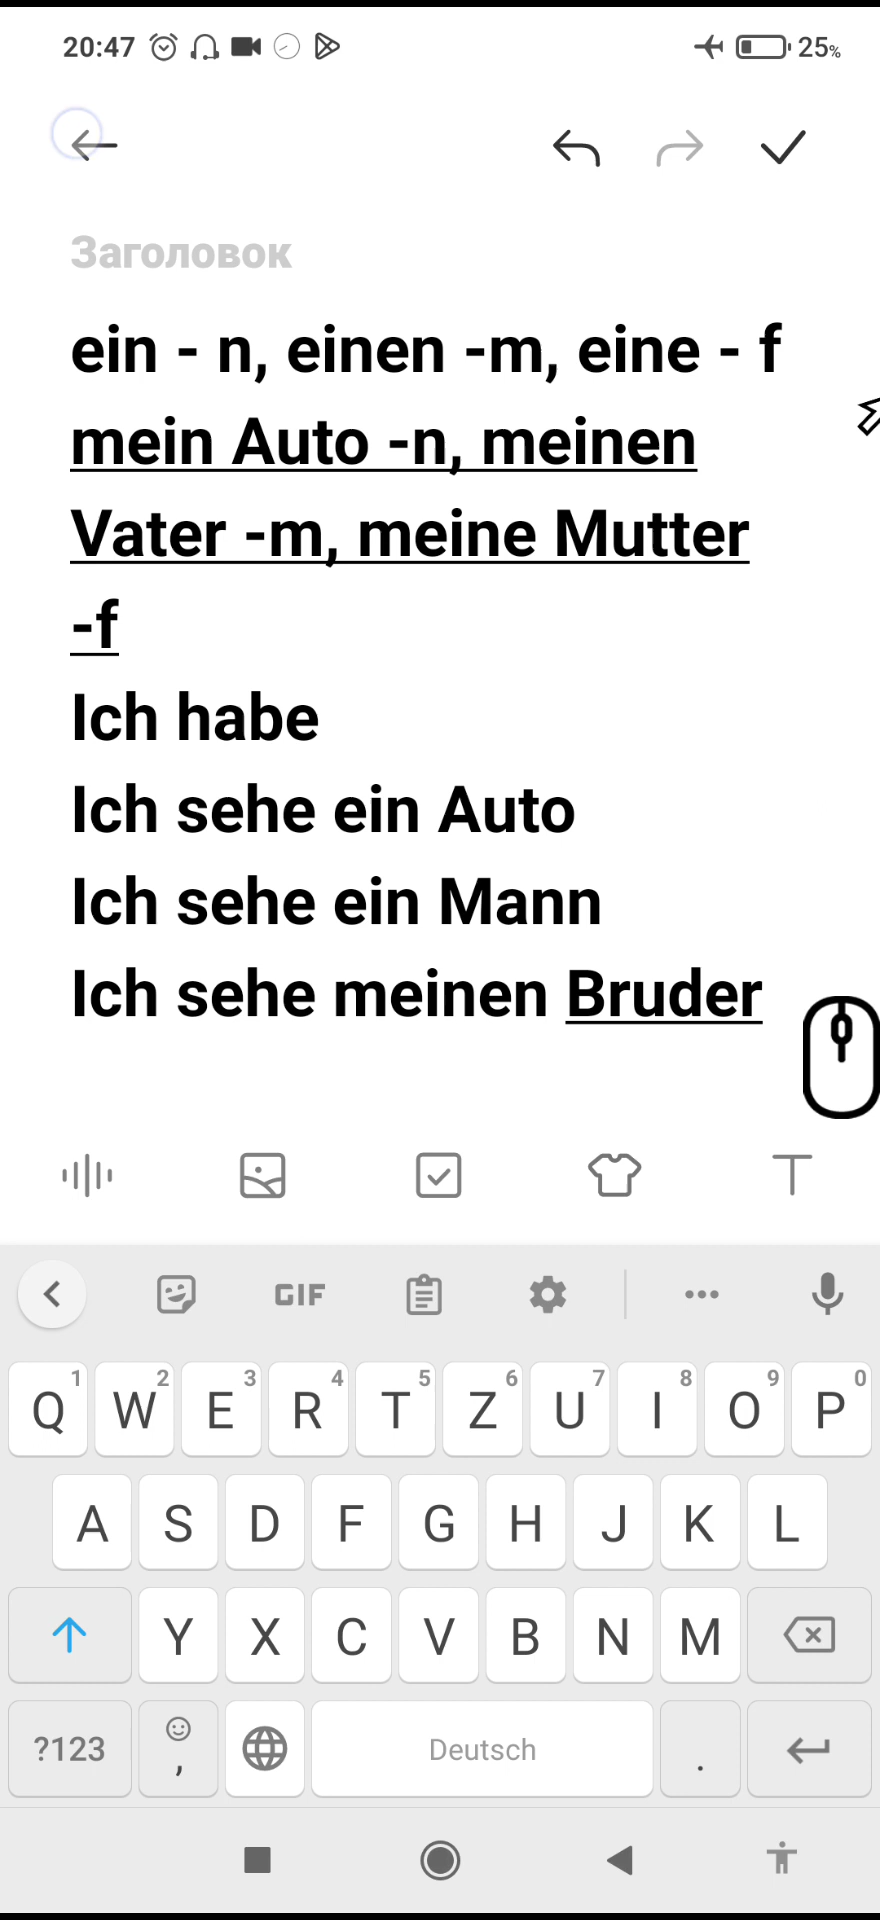 20:47 25%
Заголовок
ein - n, einen -m, eine - f
mein Auto -n, meinen
Vater -m, meine Mutter
-f
Ich habe
Ich sehe ein Auto
Ich sehe ein Mann
Ich sehe meinen Bruder
GIF
1 2 3 4 5 6 7 8 9 0
Q W E R T Z U I O P
A S D F G H J K L
Y X C V B N M
?123 , Deutsch .